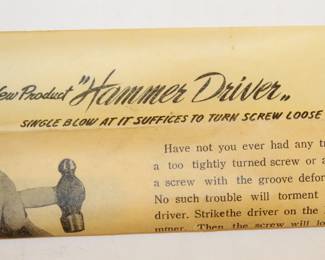 New Product "Hammer Driver"
SINGLE BLOW AT IT SUFFICES TO TURN SCREW LOOSE
Have not you ever had any
a too tightly turned screw or a
a screw with the groove defor
No such trouble will torment
driver. Strikethe driver on the
mmer. Then the screw will